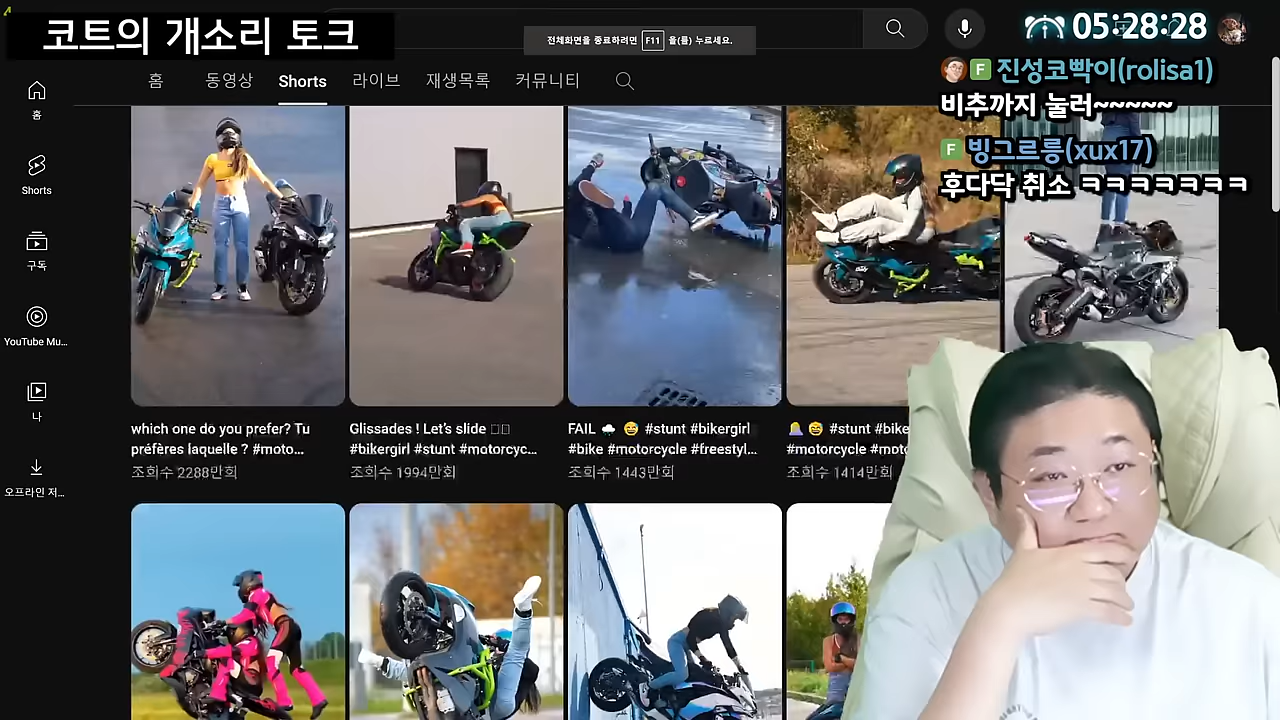 코트의 개소리 토크
전체화면을 종료하려면 F11 을(를) 누르세요.
05:28:28
홈
동영상
Shorts
라이브
재생목록
커뮤니티
F 진성코빡이(rolisa1)
비추까지 눌러~~~~~
F 빙그르릉(xux17)
후다닥 취소 ㅋㅋㅋㅋㅋㅋㅋ
홈
Shorts
구독
YouTube Mu...
나
오프라인 저...
which one do you prefer? Tu
préfères laquelle ? #moto...
조회수 2288만회
Glissades ! Let's slide
#bikergirl #stunt #motorcyc...
조회수 1994만회
FAIL #stunt #bikergirl
#bike #motorcycle #freestyl...
조회수 1443만회
#stunt #bike
#motorcycle #moto
조회수 1414만회